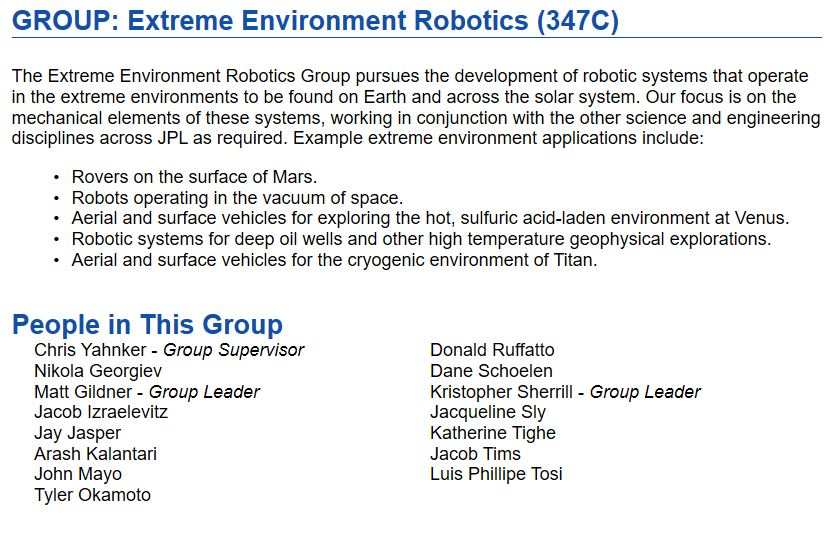 GROUP: Extreme Environment Robotics (347C)
The Extreme Environment Robotics Group pursues the development of robotic systems that operate
in the extreme environments to be found on Earth and across the solar system. Our focus is on the
mechanical elements of these systems, working in conjunction with the other science and engineering
disciplines across JPL as required. Example extreme environment applications include:
• Rovers on the surface of Mars.
• Robots operating in the vacuum of space.
• Aerial and surface vehicles for exploring the hot, sulfuric acid-laden environment at Venus.
• Robotic systems for deep oil wells and other high temperature geophysical explorations.
• Aerial and surface vehicles for the cryogenic environment of Titan.
People in This Group
Chris Yahnker - Group Supervisor
Nikola Georgiev
Matt Gildner - Group Leader
Jacob Izraelevitz
Jay Jasper
Arash Kalantari
John Mayo
Tyler Okamoto
Donald Ruffatto
Dane Schoelen
Kristopher Sherrill - Group Leader
Jacqueline Sly
Katherine Tighe
Jacob Tims
Luis Phillipe Tosi